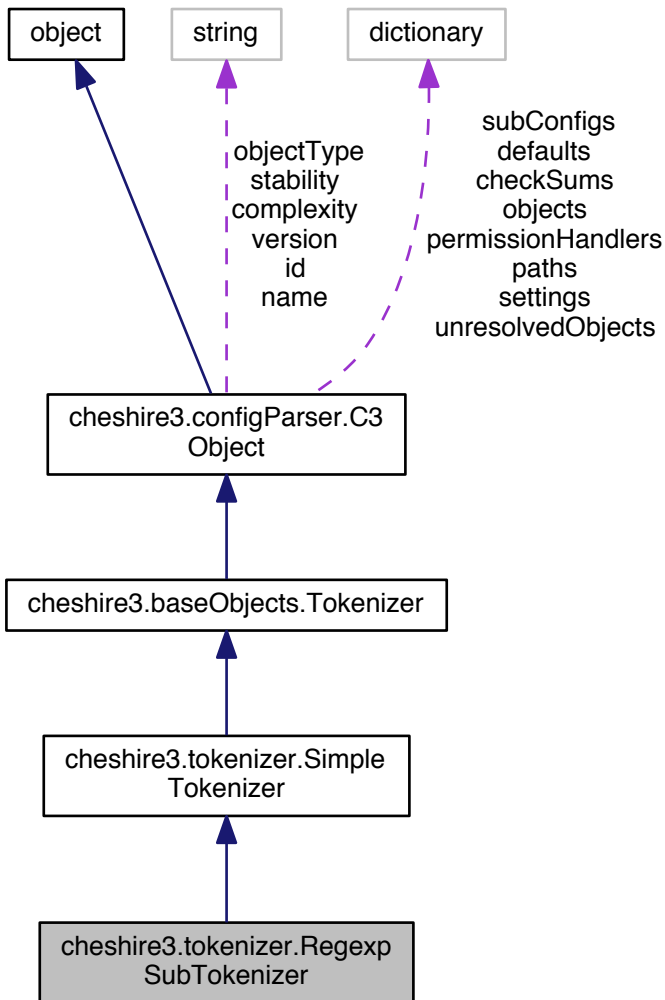 object
string
dictionary
objectType
stability
complexity
version
id
name
subConfigs
defaults
checkSums
objects
permissionHandlers
paths
settings
unresolvedObjects
cheshire3.configParser.C3
Object
cheshire3.baseObjects.Tokenizer
cheshire3.tokenizer.Simple
Tokenizer
cheshire3.tokenizer.Regexp
SubTokenizer